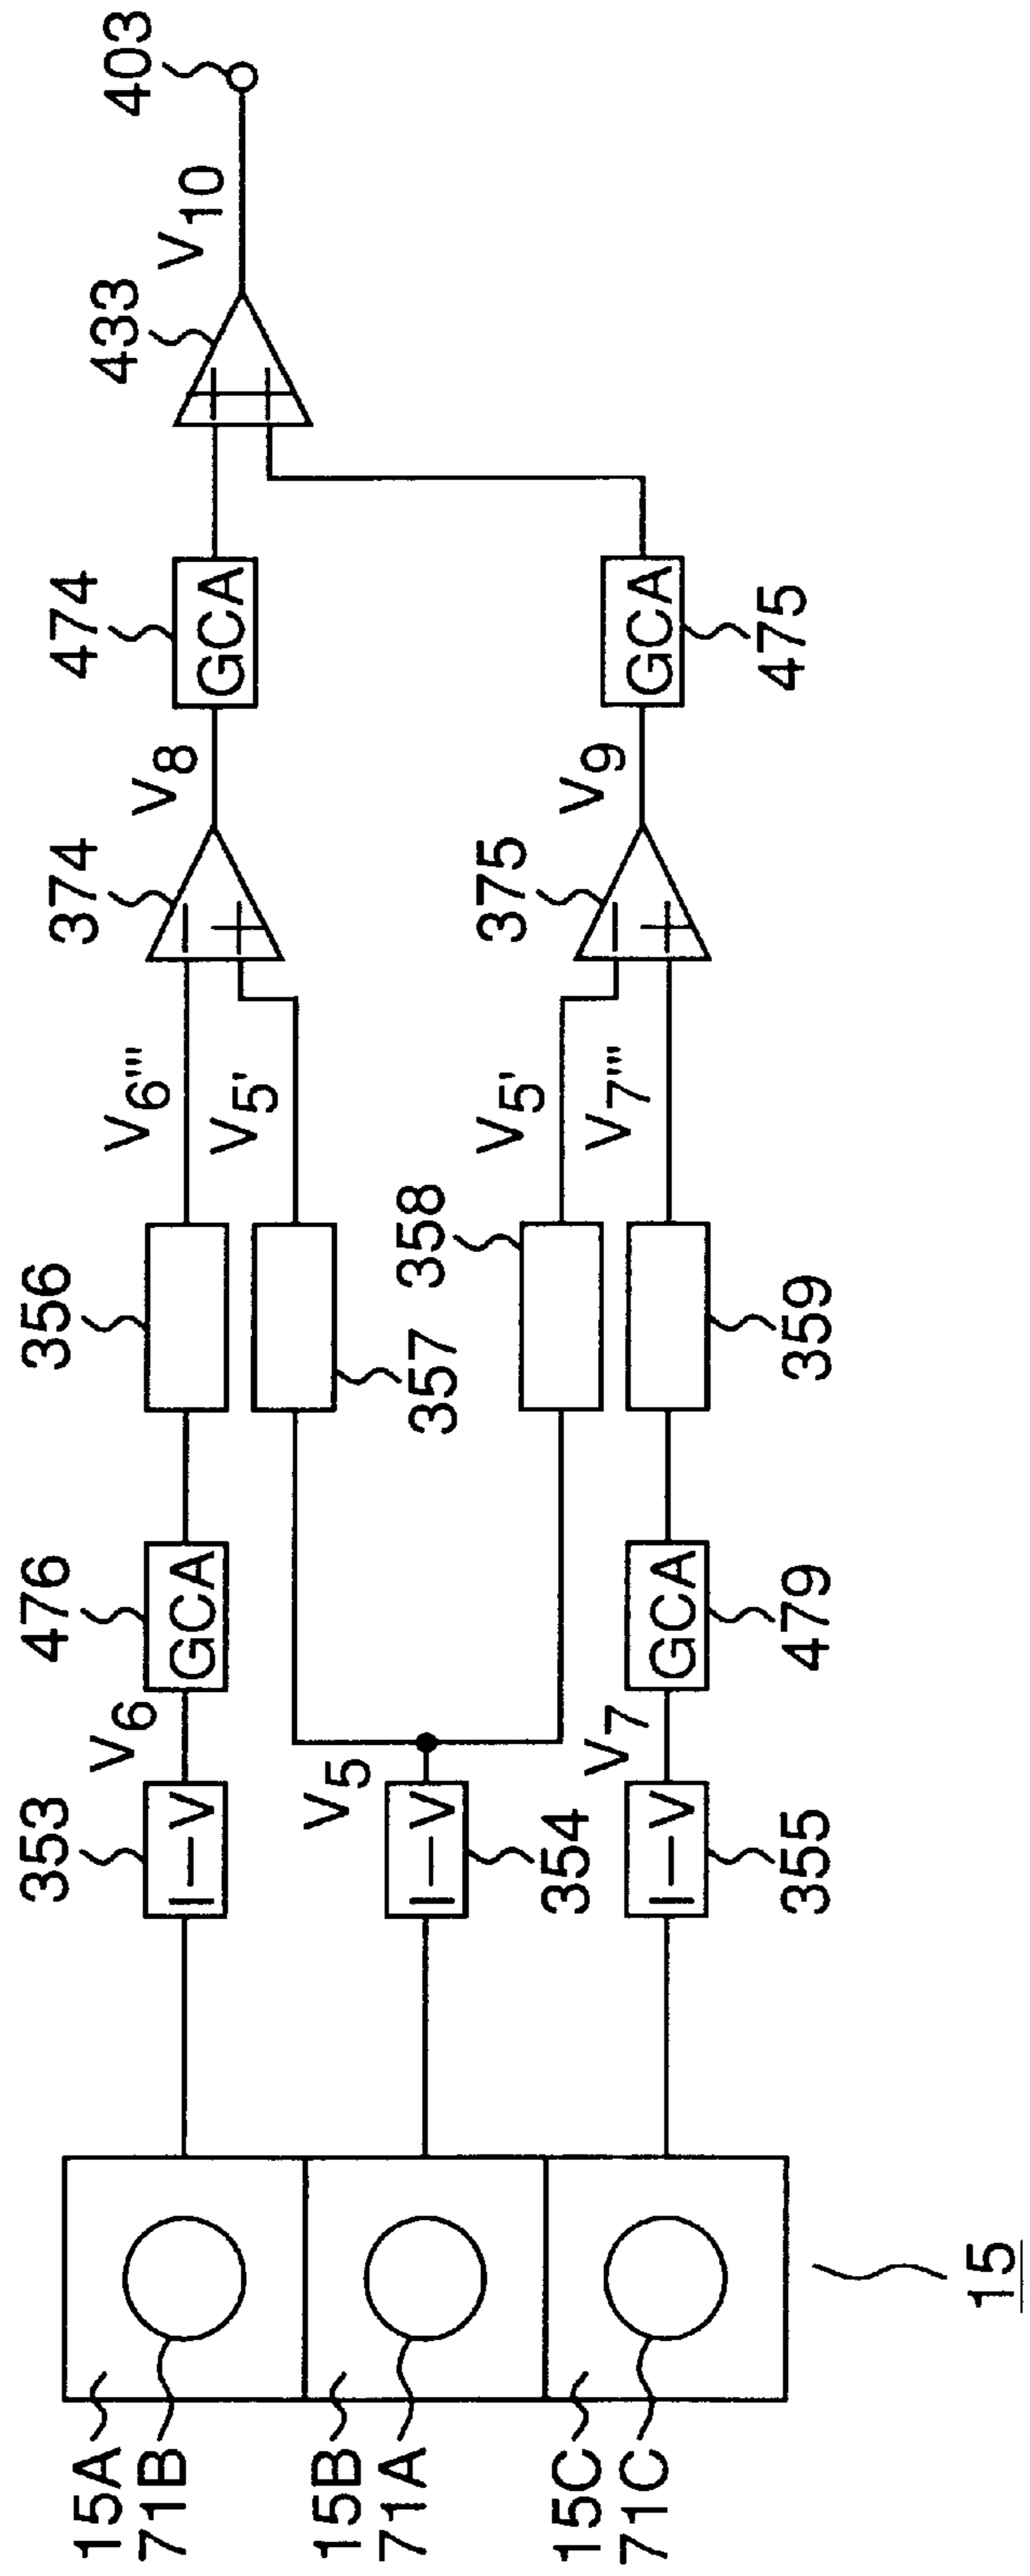 15A
71B
15B
71A
15C
71C
15
353
I–V
V6
476
GCA
356
V6'''
374
V8
474
GCA
433
V10
403
I–V
V5
354
357
V5'
358
V5'
355
I–V
V7
479
GCA
359
V7'''
375
V9
475
GCA